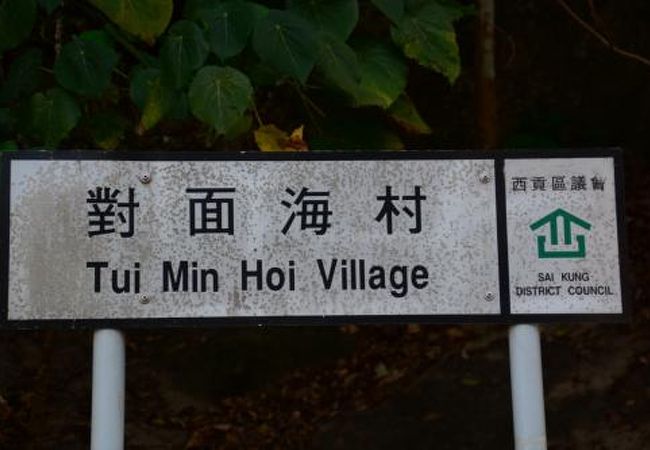 對面海村
Tui Min Hoi Village
西貢區議會
SAI KUNG
DISTRICT COUNCIL